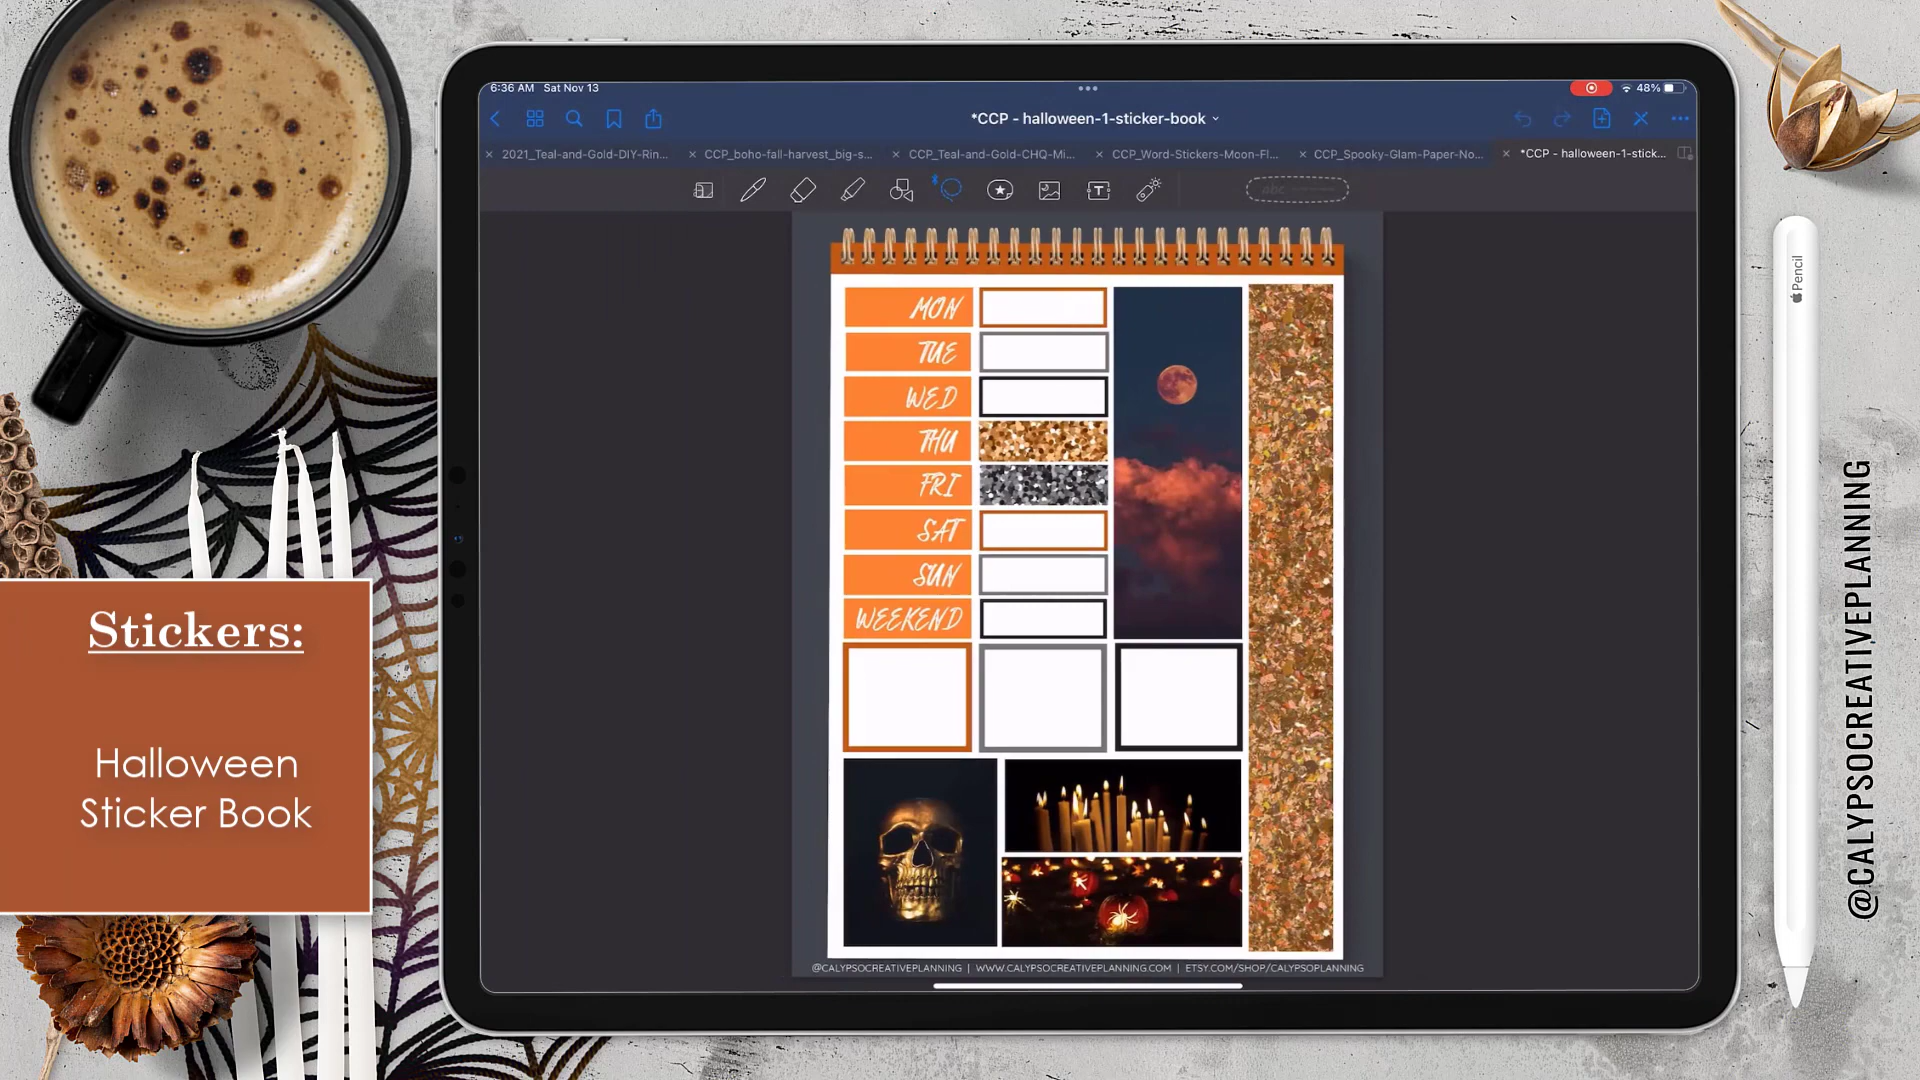 6:36 AM Sat Nov 13
48%
*CCP - halloween-1-sticker-book
2021_Teal-and-Gold-DIY-Rin...
CCP_boho-fall-harvest_big-s...
CCP_Teal-and-Gold-CHQ-Mi...
CCP_Word-Stickers-Moon-Fl...
CCP_Spooky-Glam-Paper-No...
*CCP - halloween-1-stick...
abc
T
MON
TUE
WED
THU
FRI
SAT
SUN
WEEKEND
@CALYPSOCREATIVEPLANNING | WWW.CALYPSOCREATIVEPLANNING.COM | ETSY.COM/SHOP/CALYPSOPLANNING
Stickers:
Halloween
Sticker Book
Pencil
@CALYPSOCREATIVEPLANNING